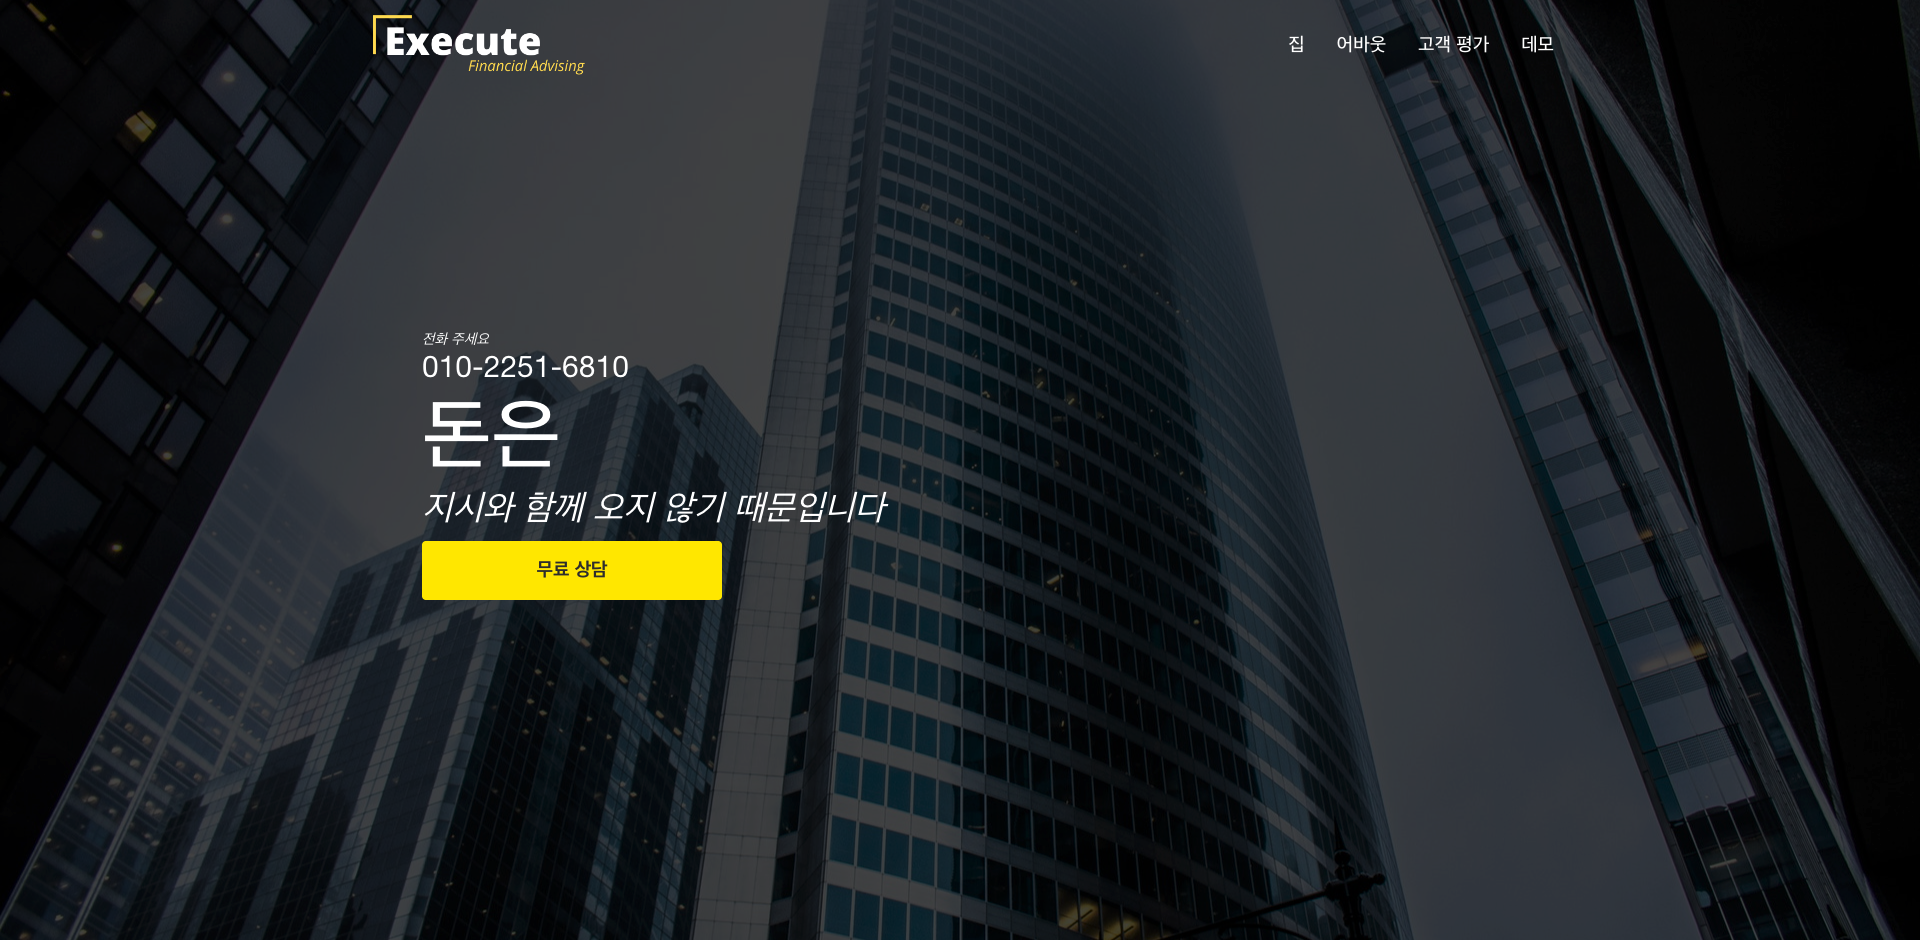 Execute
Financial Advising
집 어바웃 고객 평가 데모
전화 주세요
010-2251-6810
돈은
지시와 함께 오지 않기 때문입니다
무료 상담